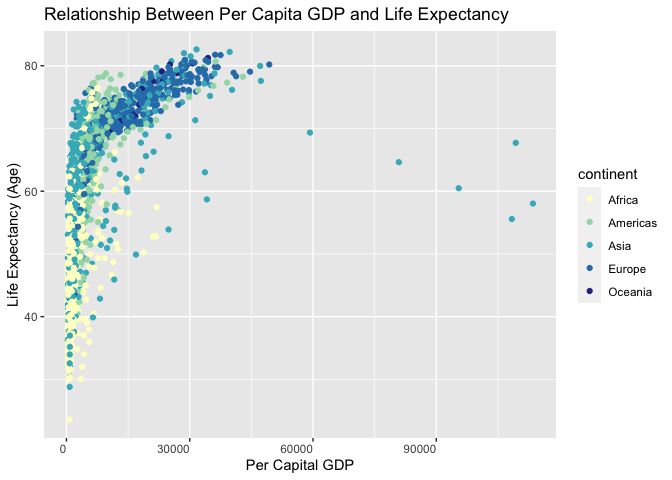 Relationship Between Per Capita GDP and Life Expectancy
Life Expectancy (Age)
80
60
40
0 30000 60000 90000
Per Capital GDP
continent
Africa
Americas
Asia
Europe
Oceania